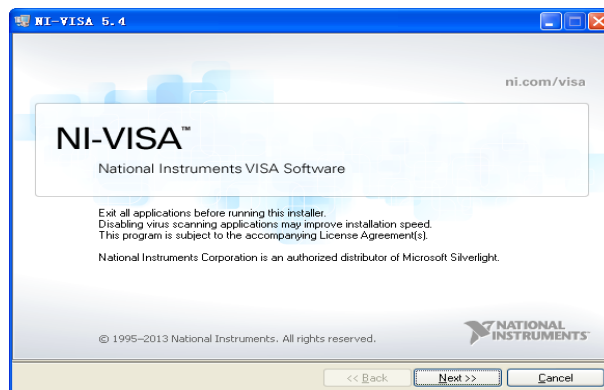 NI-VISA 5.4
ni.com/visa
NI-VISA™
National Instruments VISA Software
Exit all applications before running this installer.
Disabling virus scanning applications may improve installation speed.
This program is subject to the accompanying License Agreement(s).
National Instruments Corporation is an authorized distributor of Microsoft Silverlight.
© 1995–2013 National Instruments. All rights reserved.
NATIONAL
INSTRUMENTS™
<< Back Next >> Cancel